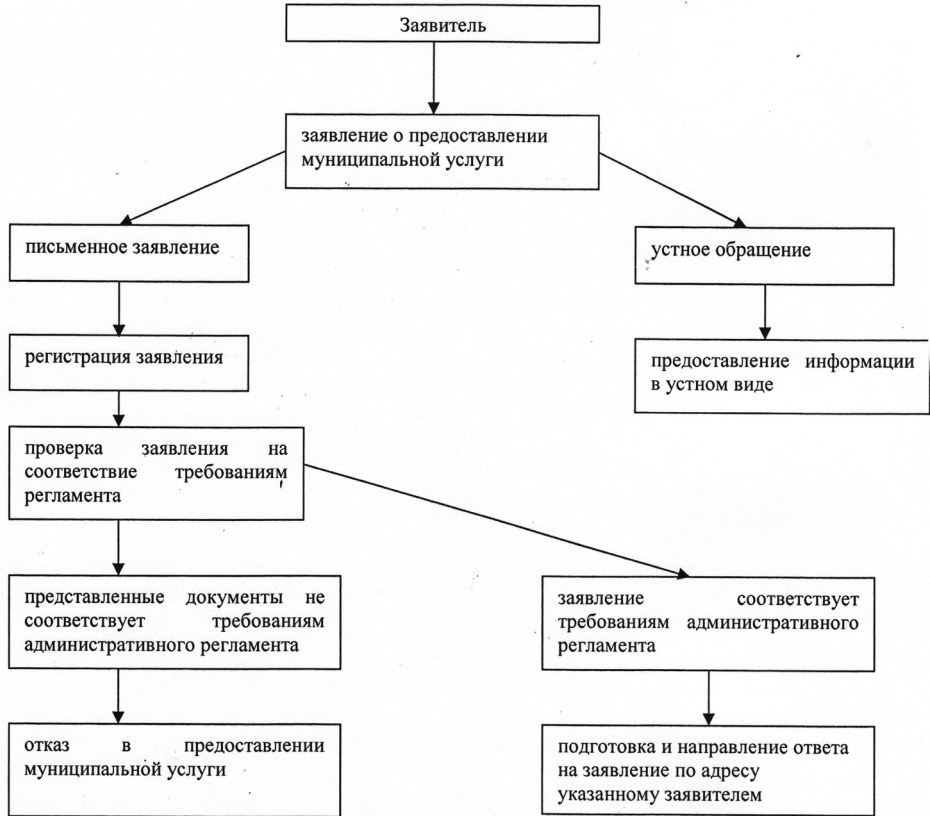 Заявитель
заявление о предоставлении
муниципальной услуги
письменное заявление
устное обращение
регистрация заявления
предоставление информации
в устном виде
проверка заявления на
соответствие требованиям
регламента
представленные документы не
соответствует требованиям
административного регламента
заявление соответствует
требованиям административного
регламента
отказ в предоставлении
муниципальной услуги
подготовка и направление ответа
на заявление по адресу
указанному заявителем